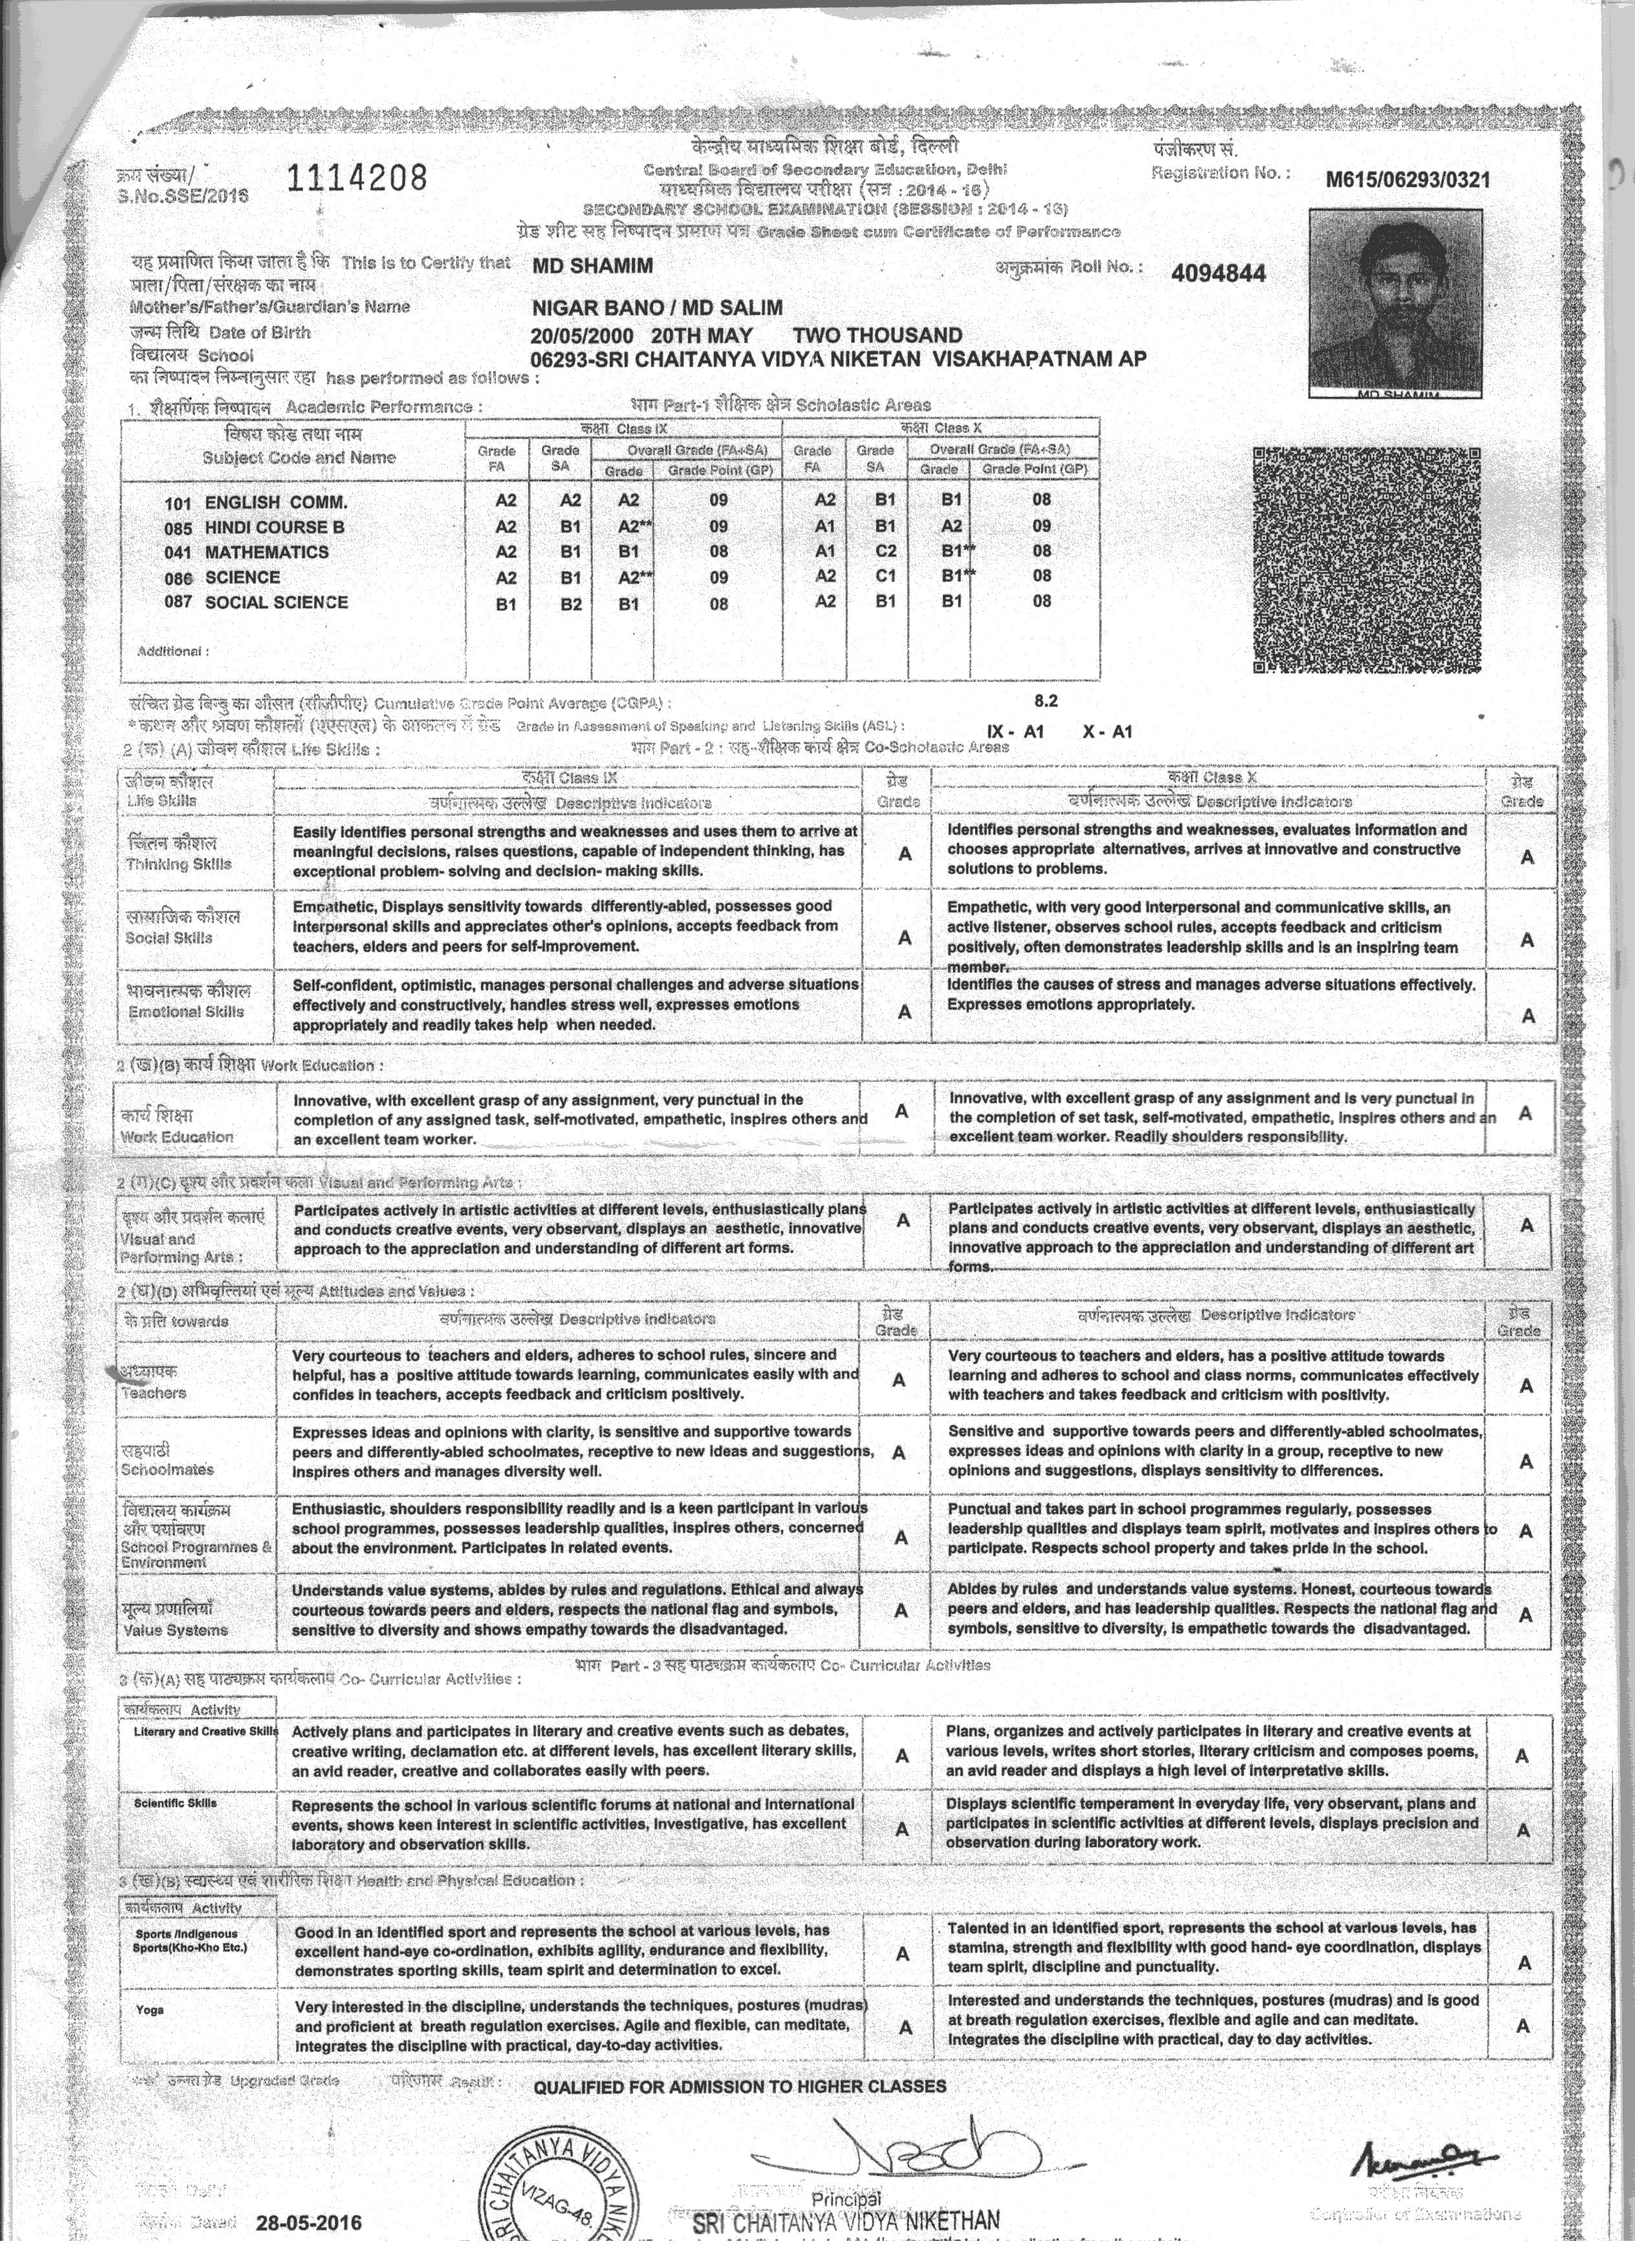 केन्द्रीय माध्यमिक शिक्षा बोर्ड, दिल्ली
Central Board of Secondary Education, Delhi
माध्यमिक विद्यालय परीक्षा (सत्र : 2014 - 16)
SECONDARY SCHOOL EXAMINATION (SESSION : 2014 - 16)
ग्रेड शीट सह निष्पादन प्रमाण पत्र Grade Sheet cum Certificate of Performance
क्रम संख्या/
S.No.SSE/2016 1114208
पंजीकरण सं.
Registration No. : M615/06293/0321
यह प्रमाणित किया जाता है कि This is to Certify that MD SHAMIM
अनुक्रमांक Roll No. : 4094844
माता/पिता/संरक्षक का नाम
Mother's/Father's/Guardian's Name NIGAR BANO / MD SALIM
जन्म तिथि Date of Birth 20/05/2000 20TH MAY TWO THOUSAND
विद्यालय School 06293-SRI CHAITANYA VIDYA NIKETAN VISAKHAPATNAM AP
का निष्पादन निम्नानुसार रहा has performed as follows :
MD SHAMIM
1. शैक्षणिक निष्पादन Academic Performance : भाग Part-1 शैक्षिक क्षेत्र Scholastic Areas
विषय कोड तथा नाम
Subject Code and Name
कक्षा Class IX कक्षा Class X
Grade FA Grade SA Overall Grade (FA+SA) Grade FA Grade SA Overall Grade (FA+SA)
Grade Grade Point (GP) Grade Grade Point (GP)
101 ENGLISH COMM. A2 A2 A2 09 A2 B1 B1 08
085 HINDI COURSE B A2 B1 A2** 09 A1 B1 A2 09
041 MATHEMATICS A2 B1 B1 08 A1 C2 B1** 08
086 SCIENCE A2 B1 A2** 09 A2 C1 B1** 08
087 SOCIAL SCIENCE B1 B2 B1 08 A2 B1 B1 08
Additional :
संचित ग्रेड बिन्दु का औसत (सीजीपीए) Cumulative Grade Point Average (CGPA) : 8.2
*कथन और श्रवण कौशलों (एएसएल) के आकलन में ग्रेड Grade in Assessment of Speaking and Listening Skills (ASL) : IX - A1 X - A1
2 (क) (A) जीवन कौशल Life Skills : भाग Part - 2 : सह-शैक्षिक कार्य क्षेत्र Co-Scholastic Areas
जीवन कौशल
Life Skills
कक्षा Class IX
वर्णनात्मक उल्लेख Descriptive Indicators
ग्रेड
Grade
कक्षा Class X
वर्णनात्मक उल्लेख Descriptive Indicators
ग्रेड
Grade
चिंतन कौशल
Thinking Skills
Easily Identifies personal strengths and weaknesses and uses them to arrive at
meaningful decisions, raises questions, capable of independent thinking, has
exceptional problem- solving and decision- making skills.
A
Identifies personal strengths and weaknesses, evaluates information and
chooses appropriate alternatives, arrives at innovative and constructive
solutions to problems.
A
सामाजिक कौशल
Social Skills
Empathetic, Displays sensitivity towards differently-abled, possesses good
Interpersonal skills and appreciates other's opinions, accepts feedback from
teachers, elders and peers for self-improvement.
A
Empathetic, with very good Interpersonal and communicative skills, an
active listener, observes school rules, accepts feedback and criticism
positively, often demonstrates leadership skills and is an inspiring team
member.
A
भावनात्मक कौशल
Emotional Skills
Self-confident, optimistic, manages personal challenges and adverse situations
effectively and constructively, handles stress well, expresses emotions
appropriately and readily takes help when needed.
A
Identifies the causes of stress and manages adverse situations effectively.
Expresses emotions appropriately.
A
2 (ख)(B) कार्य शिक्षा Work Education :
कार्य शिक्षा
Work Education
Innovative, with excellent grasp of any assignment, very punctual in the
completion of any assigned task, self-motivated, empathetic, inspires others and
an excellent team worker.
A
Innovative, with excellent grasp of any assignment and is very punctual in
the completion of set task, self-motivated, empathetic, inspires others and an
excellent team worker. Readily shoulders responsibility.
A
2 (ग)(C) दृश्य और प्रदर्शन कला Visual and Performing Arts :
दृश्य और प्रदर्शन कलाएं
Visual and
Performing Arts :
Participates actively in artistic activities at different levels, enthusiastically plans
and conducts creative events, very observant, displays an aesthetic, innovative
approach to the appreciation and understanding of different art forms.
A
Participates actively in artistic activities at different levels, enthusiastically
plans and conducts creative events, very observant, displays an aesthetic,
innovative approach to the appreciation and understanding of different art
forms.
A
2 (घ)(D) अभिवृत्तियां एवं मूल्य Attitudes and Values :
के प्रति towards
वर्णनात्मक उल्लेख Descriptive Indicators
ग्रेड
Grade
वर्णनात्मक उल्लेख Descriptive Indicators
ग्रेड
Grade
अध्यापक
Teachers
Very courteous to teachers and elders, adheres to school rules, sincere and
helpful, has a positive attitude towards learning, communicates easily with and
confides in teachers, accepts feedback and criticism positively.
A
Very courteous to teachers and elders, has a positive attitude towards
learning and adheres to school and class norms, communicates effectively
with teachers and takes feedback and criticism with positivity.
A
सहपाठी
Schoolmates
Expresses ideas and opinions with clarity, is sensitive and supportive towards
peers and differently-abled schoolmates, receptive to new ideas and suggestions,
inspires others and manages diversity well.
A
Sensitive and supportive towards peers and differently-abled schoolmates,
expresses ideas and opinions with clarity in a group, receptive to new
opinions and suggestions, displays sensitivity to differences.
A
विद्यालय कार्यक्रम
और पर्यावरण
School Programmes &
Environment
Enthusiastic, shoulders responsibility readily and is a keen participant in various
school programmes, possesses leadership qualities, inspires others, concerned
about the environment. Participates in related events.
A
Punctual and takes part in school programmes regularly, possesses
leadership qualities and displays team spirit, motivates and inspires others to
participate. Respects school property and takes pride in the school.
A
मूल्य प्रणालियाँ
Value Systems
Understands value systems, abides by rules and regulations. Ethical and always
courteous towards peers and elders, respects the national flag and symbols,
sensitive to diversity and shows empathy towards the disadvantaged.
A
Abides by rules and understands value systems. Honest, courteous towards
peers and elders, and has leadership qualities. Respects the national flag and
symbols, sensitive to diversity, is empathetic towards the disadvantaged.
A
भाग Part - 3 सह पाठ्यक्रम कार्यकलाप Co- Curricular Activities
3 (क)(A) सह पाठ्यक्रम कार्यकलाप Co- Curricular Activities :
कार्यकलाप Activity
Literary and Creative Skills
Actively plans and participates in literary and creative events such as debates,
creative writing, declamation etc. at different levels, has excellent literary skills,
an avid reader, creative and collaborates easily with peers.
A
Plans, organizes and actively participates in literary and creative events at
various levels, writes short stories, literary criticism and composes poems,
an avid reader and displays a high level of interpretative skills.
A
Scientific Skills
Represents the school in various scientific forums at national and international
events, shows keen interest in scientific activities, investigative, has excellent
laboratory and observation skills.
A
Displays scientific temperament in everyday life, very observant, plans and
participates in scientific activities at different levels, displays precision and
observation during laboratory work.
A
3 (ख)(B) स्वास्थ्य एवं शारीरिक शिक्षा Health and Physical Education :
कार्यकलाप Activity
Sports /Indigenous
Sports(Kho-Kho Etc.)
Good in an identified sport and represents the school at various levels, has
excellent hand-eye co-ordination, exhibits agility, endurance and flexibility,
demonstrates sporting skills, team spirit and determination to excel.
A
Talented in an identified sport, represents the school at various levels, has
stamina, strength and flexibility with good hand- eye coordination, displays
team spirit, discipline and punctuality.
A
Yoga
Very interested in the discipline, understands the techniques, postures (mudras)
and proficient at breath regulation exercises. Agile and flexible, can meditate,
Integrates the discipline with practical, day-to-day activities.
A
Interested and understands the techniques, postures (mudras) and is good
at breath regulation exercises, flexible and agile and can meditate.
Integrates the discipline with practical, day to day activities.
A
** उन्नत ग्रेड Upgraded Grade परिणाम Result : QUALIFIED FOR ADMISSION TO HIGHER CLASSES
SRI CHAITANYA VIDYA NIK
VIZAG-48.
Principal
SRI CHAITANYA VIDYA NIKETHAN
Dated 28-05-2016
परीक्षा नियंत्रक
Controller of Examinations